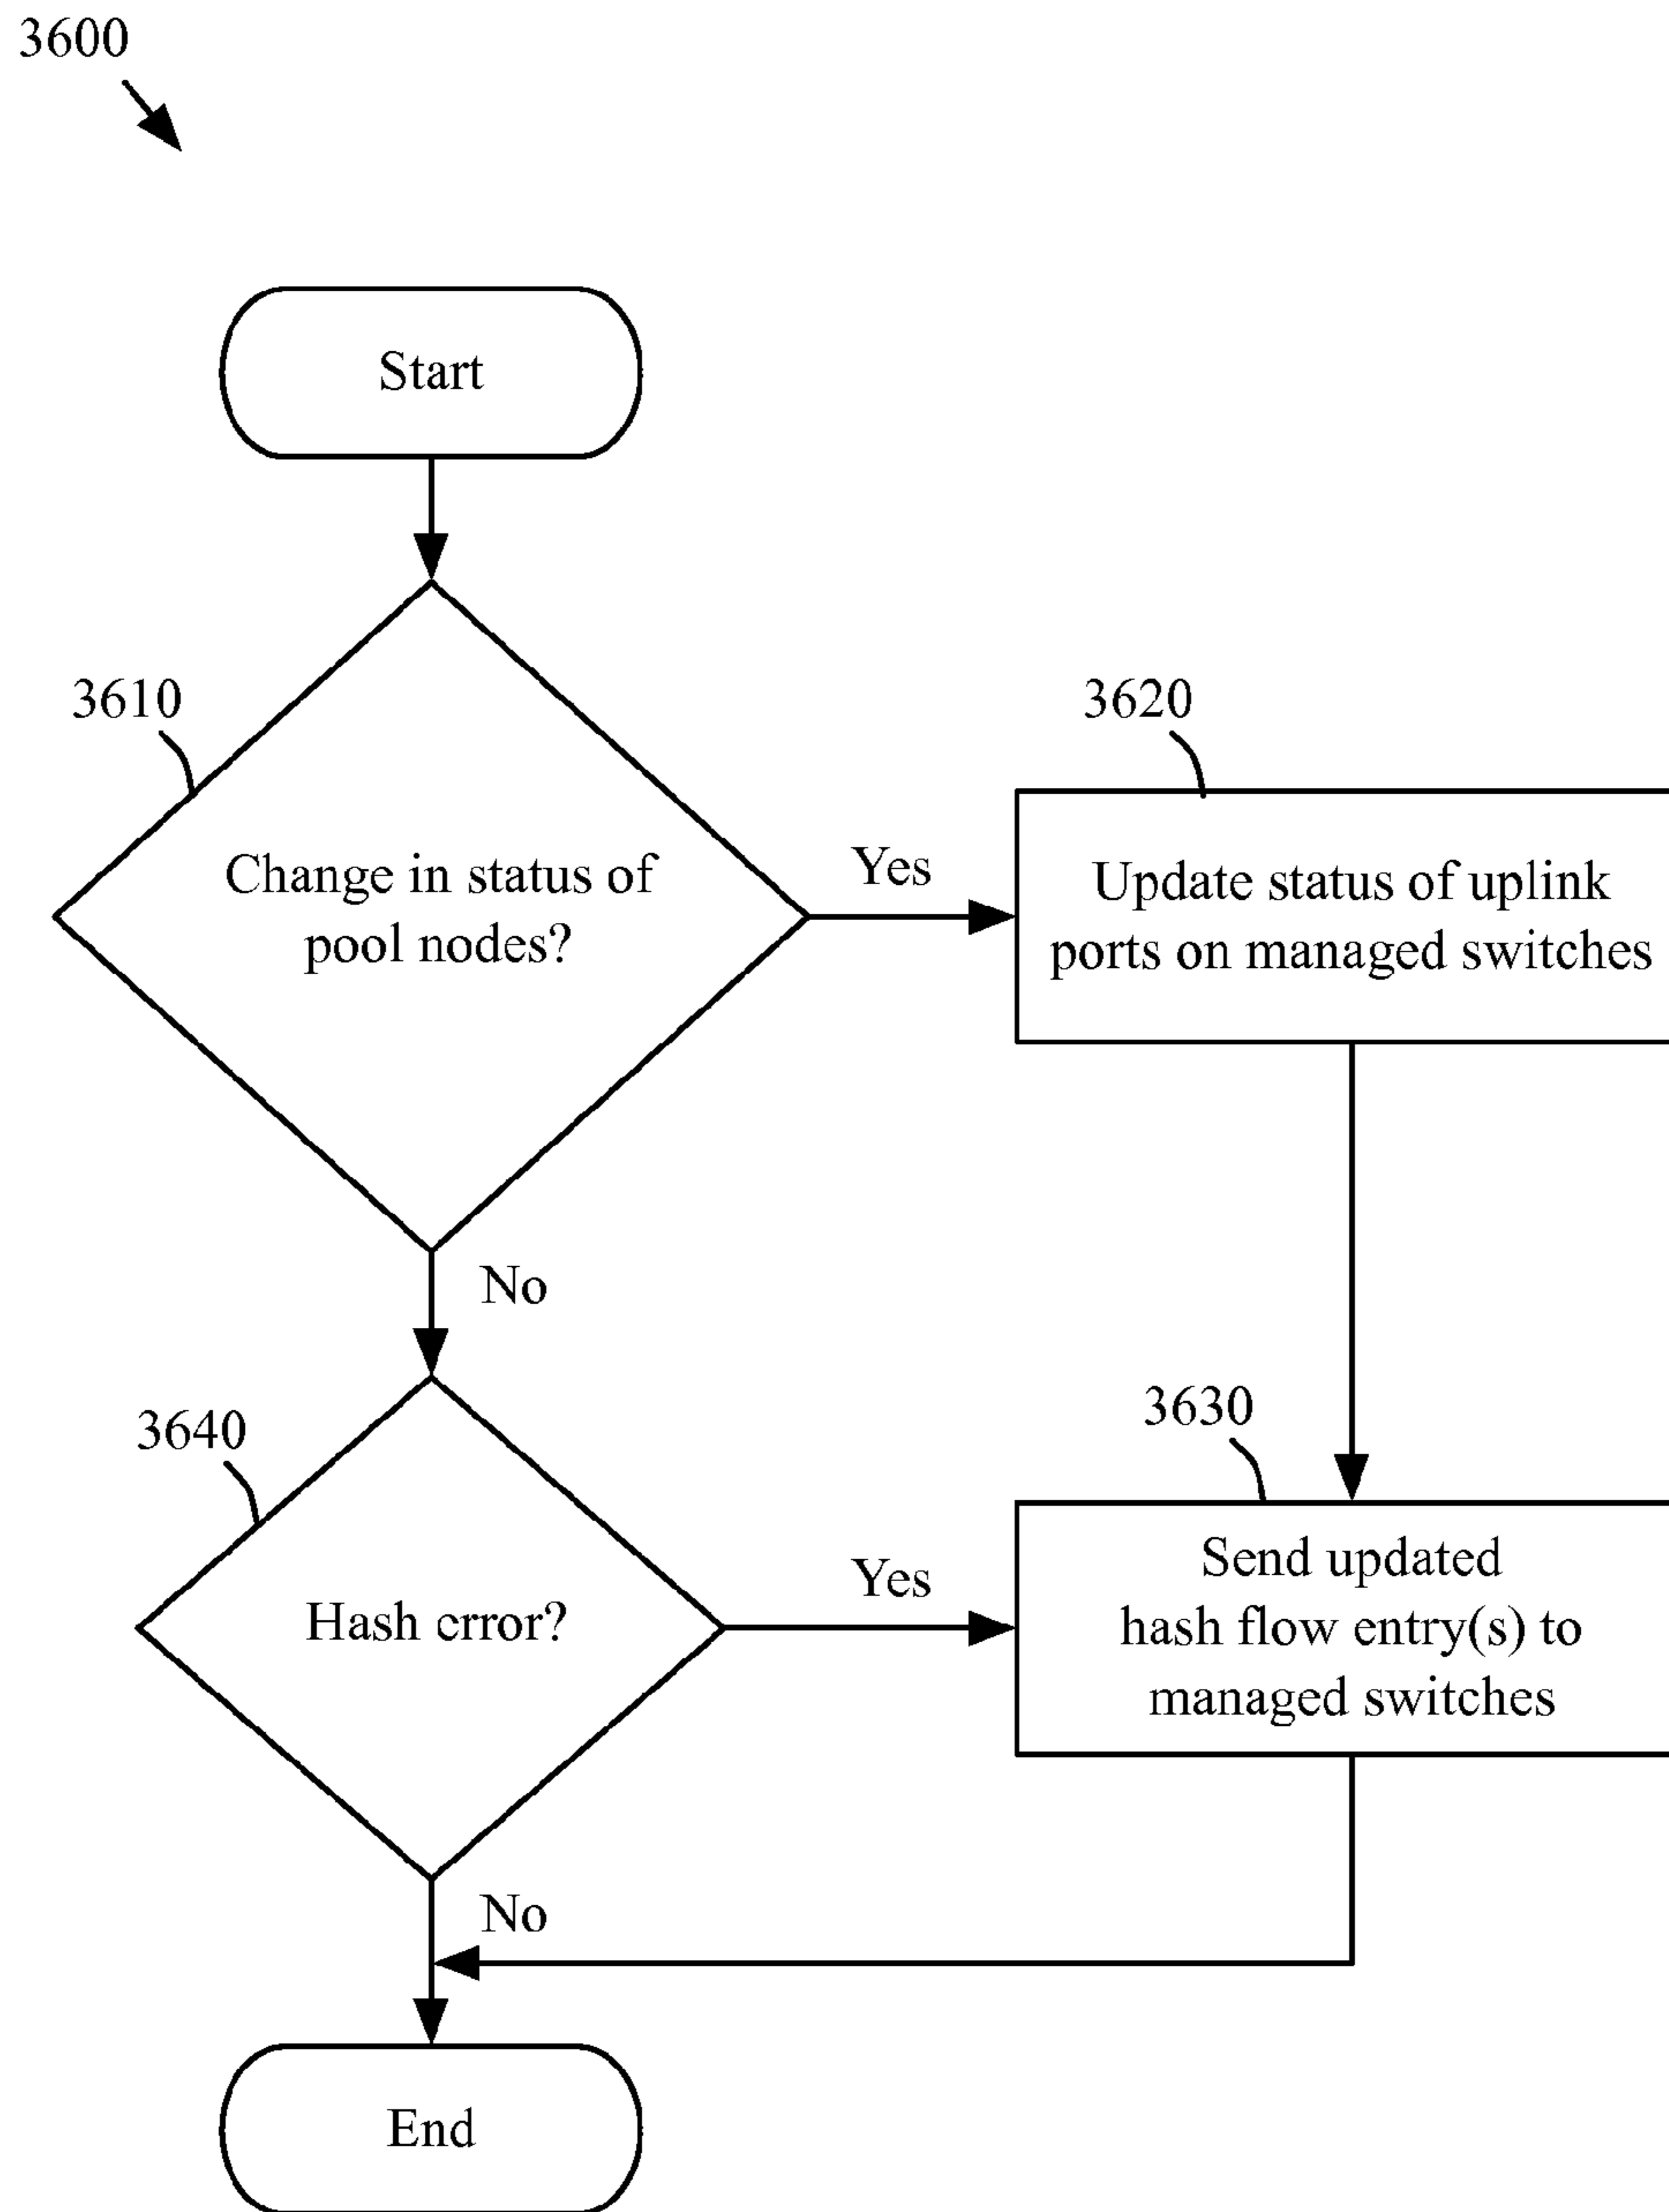 3600
Start
3610
Change in status of
pool nodes?
Yes
3620
Update status of uplink
ports on managed switches
No
3640
Hash error?
Yes
3630
Send updated
hash flow entry(s) to
managed switches
No
End